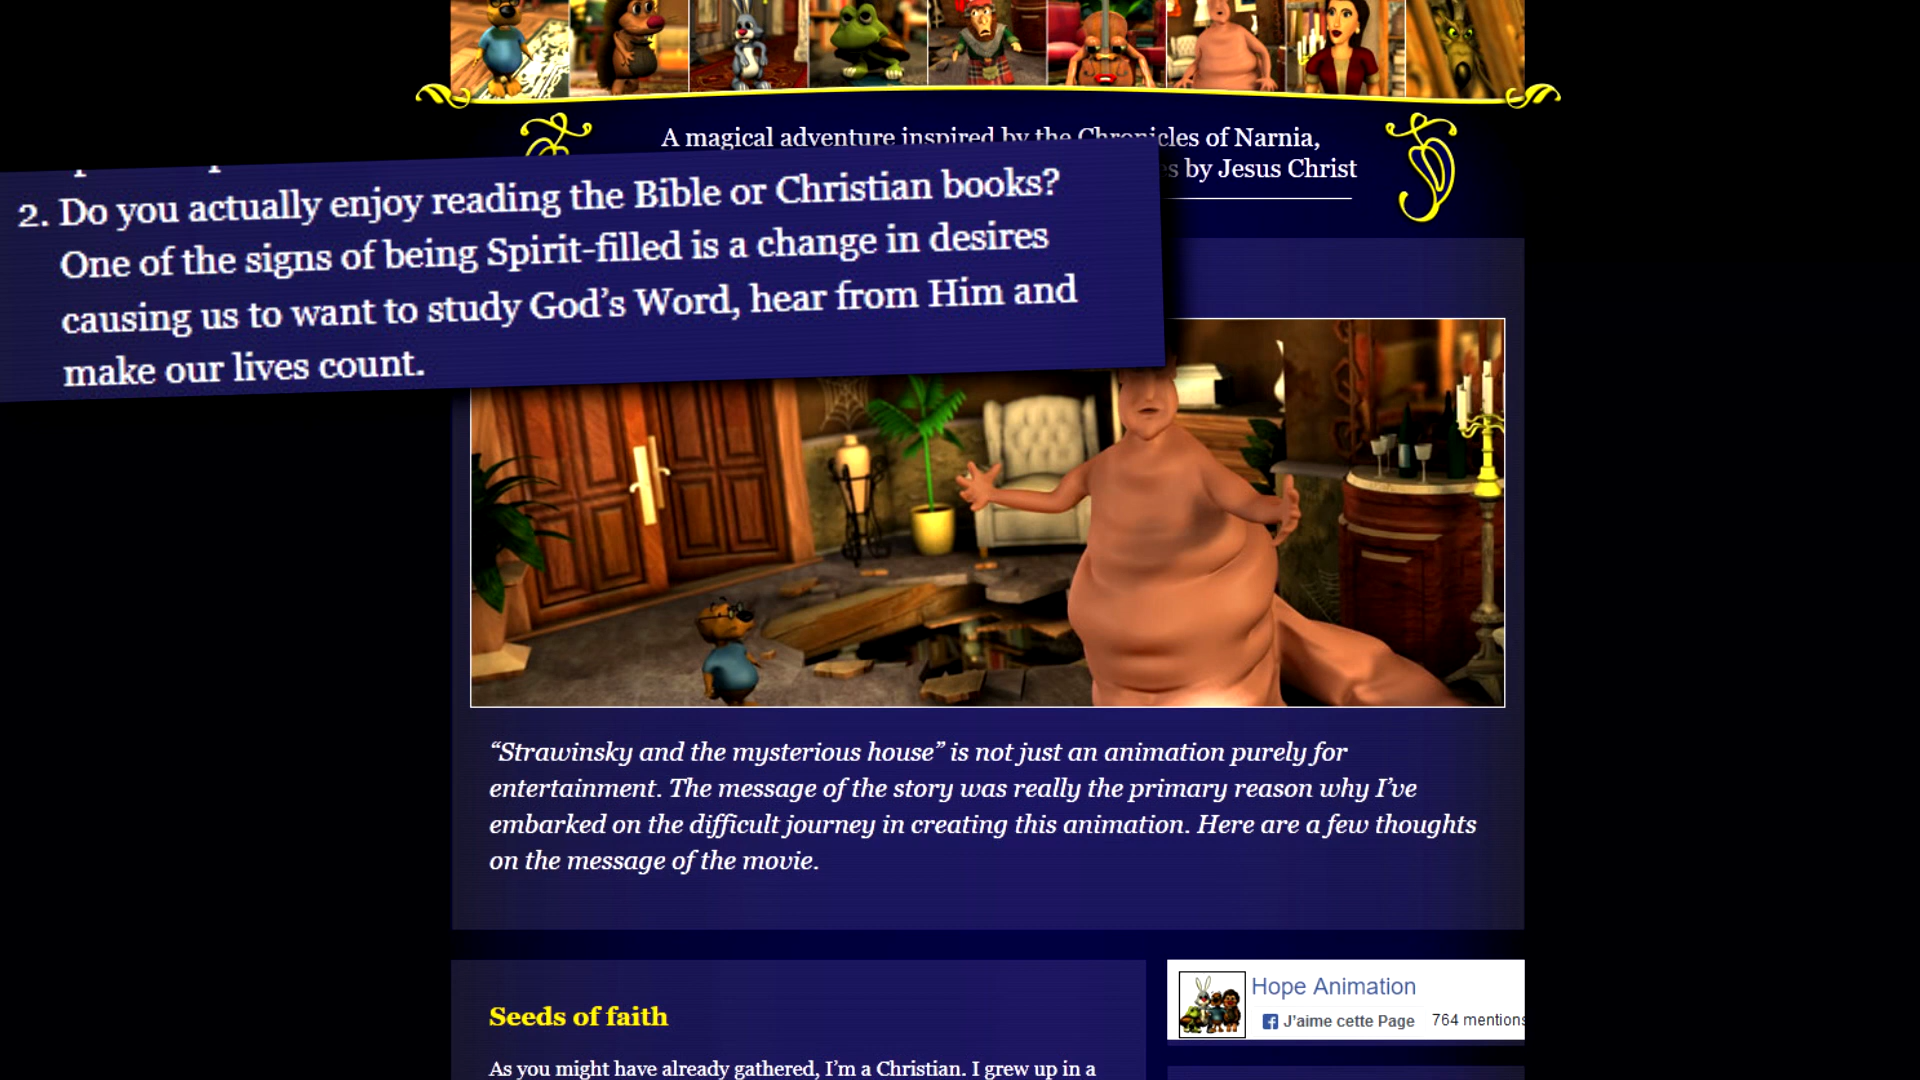 A magical adventure inspired by the Chronicles of Narnia,
by Jesus Christ
2. Do you actually enjoy reading the Bible or Christian books?
One of the signs of being Spirit-filled is a change in desires
causing us to want to study God's Word, hear from Him and
make our lives count.
“Strawinsky and the mysterious house” is not just an animation purely for
entertainment. The message of the story was really the primary reason why I’ve
embarked on the difficult journey in creating this animation. Here are a few thoughts
on the message of the movie.
Seeds of faith
As you might have already gathered, I’m a Christian. I grew up in a
Hope Animation
J'aime cette Page 764 mentions